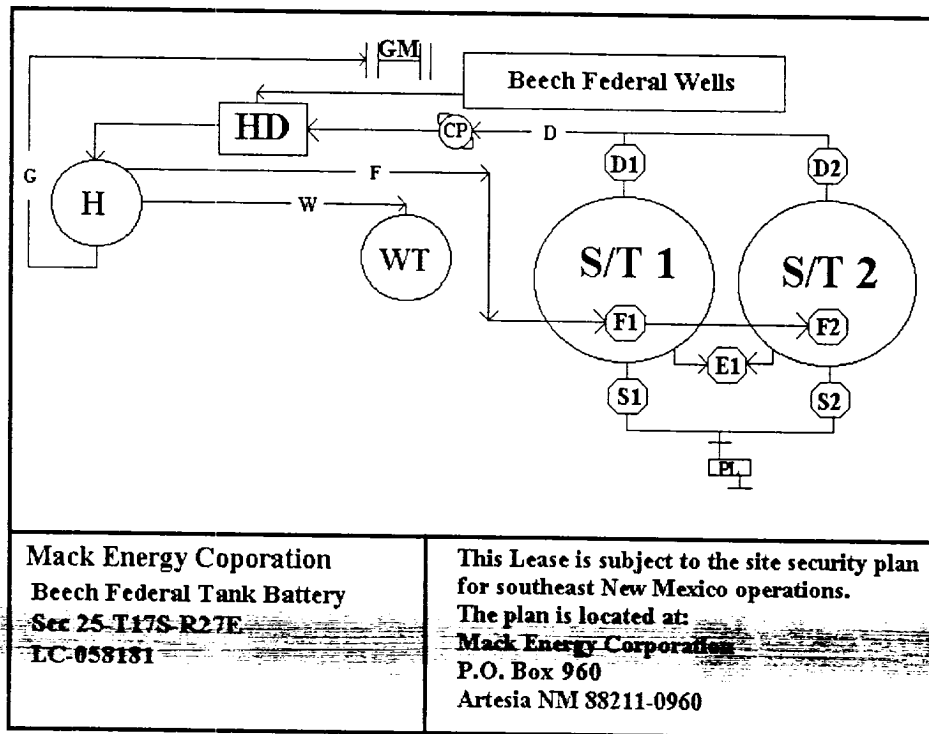 GM
Beech Federal Wells
HD
CP
D
D1
D2
G
F
H
W
WT
S/T 1
S/T 2
F1
F2
E1
S1
S2
PL
Mack Energy Coporation
Beech Federal Tank Battery
Sec 25-T17S-R27E
LC-058181
This Lease is subject to the site security plan
for southeast New Mexico operations.
The plan is located at:
Mack Energy Corporation
P.O. Box 960
Artesia NM 88211-0960